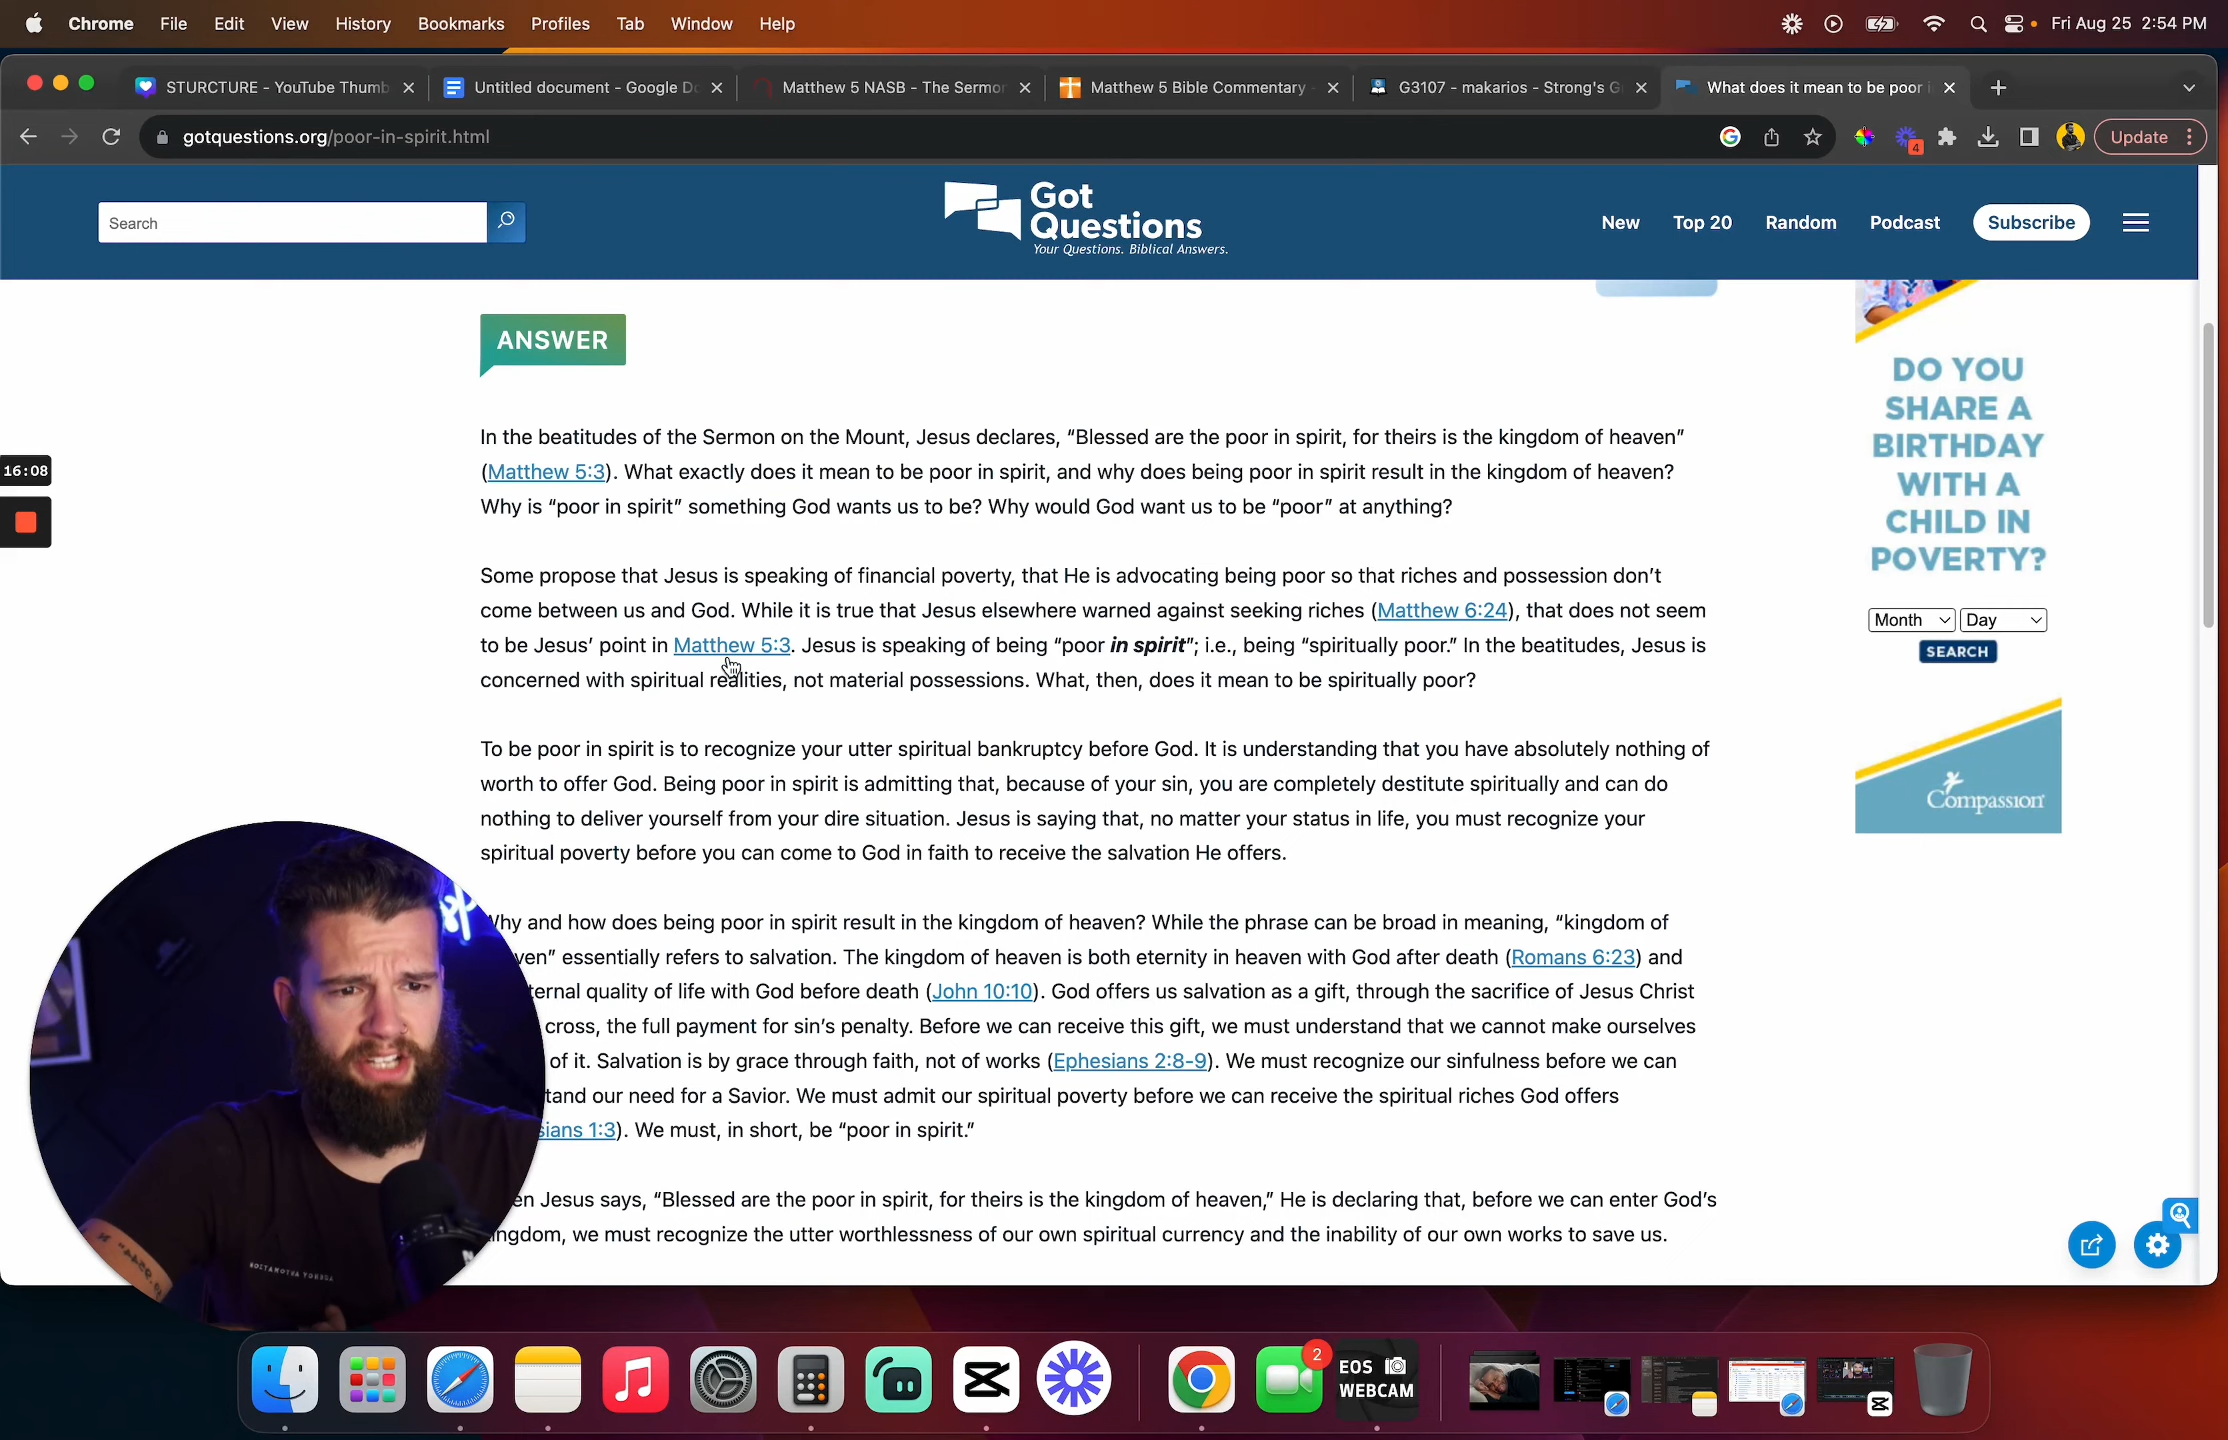 Chrome File Edit View History Bookmarks Profiles Tab Window Help Fri Aug 25 2:54 PM
STURCTURE - YouTube Thumb
Untitled document - Google Do
Matthew 5 NASB - The Sermo
Matthew 5 Bible Commentary -
G3107 - makarios - Strong's G
What does it mean to be poor i
gotquestions.org/poor-in-spirit.html
4
Update
Search
Got
Questions
Your Questions. Biblical Answers.
New Top 20 Random Podcast Subscribe
ANSWER
In the beatitudes of the Sermon on the Mount, Jesus declares, “Blessed are the poor in spirit, for theirs is the kingdom of heaven”
(Matthew 5:3). What exactly does it mean to be poor in spirit, and why does being poor in spirit result in the kingdom of heaven?
Why is “poor in spirit” something God wants us to be? Why would God want us to be “poor” at anything?
Some propose that Jesus is speaking of financial poverty, that He is advocating being poor so that riches and possession don’t
come between us and God. While it is true that Jesus elsewhere warned against seeking riches (Matthew 6:24), that does not seem
to be Jesus’ point in Matthew 5:3. Jesus is speaking of being “poor in spirit”; i.e., being “spiritually poor.” In the beatitudes, Jesus is
concerned with spiritual realities, not material possessions. What, then, does it mean to be spiritually poor?
To be poor in spirit is to recognize your utter spiritual bankruptcy before God. It is understanding that you have absolutely nothing of
worth to offer God. Being poor in spirit is admitting that, because of your sin, you are completely destitute spiritually and can do
nothing to deliver yourself from your dire situation. Jesus is saying that, no matter your status in life, you must recognize your
spiritual poverty before you can come to God in faith to receive the salvation He offers.
Why and how does being poor in spirit result in the kingdom of heaven? While the phrase can be broad in meaning, “kingdom of
ven” essentially refers to salvation. The kingdom of heaven is both eternity in heaven with God after death (Romans 6:23) and
ternal quality of life with God before death (John 10:10). God offers us salvation as a gift, through the sacrifice of Jesus Christ
cross, the full payment for sin’s penalty. Before we can receive this gift, we must understand that we cannot make ourselves
of it. Salvation is by grace through faith, not of works (Ephesians 2:8-9). We must recognize our sinfulness before we can
tand our need for a Savior. We must admit our spiritual poverty before we can receive the spiritual riches God offers
sians 1:3). We must, in short, be “poor in spirit.”
en Jesus says, “Blessed are the poor in spirit, for theirs is the kingdom of heaven,” He is declaring that, before we can enter God’s
ingdom, we must recognize the utter worthlessness of our own spiritual currency and the inability of our own works to save us.
DO YOU
SHARE A
BIRTHDAY
WITH A
CHILD IN
POVERTY?
Month Day
SEARCH
Compassion
16:08
2
EOS
WEBCAM